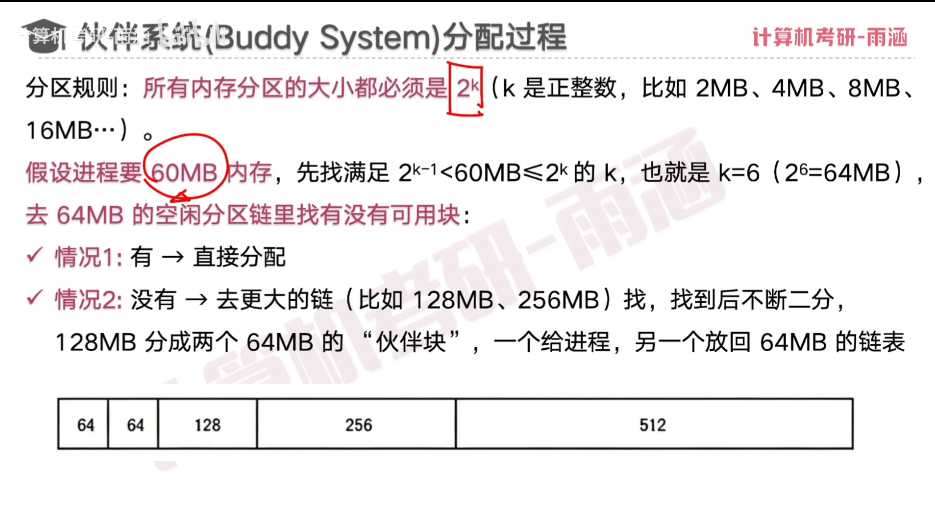 伙伴系统(Buddy System)分配过程
计算机考研-雨涵
分区规则：所有内存分区的大小都必须是 2ᵏ（k 是正整数，比如 2MB、4MB、8MB、
16MB…）。
假设进程要 60MB 内存，先找满足 2ᵏ⁻¹<60MB≤2ᵏ 的 k，也就是 k=6（2⁶=64MB），
去 64MB 的空闲分区链里找有没有可用块：
✓ 情况1: 有 → 直接分配
✓ 情况2: 没有 → 去更大的链（比如 128MB、256MB）找，找到后不断二分，
128MB 分成两个 64MB 的 “伙伴块”，一个给进程，另一个放回 64MB 的链表
计算机考研-雨涵
64 64 128 256 512